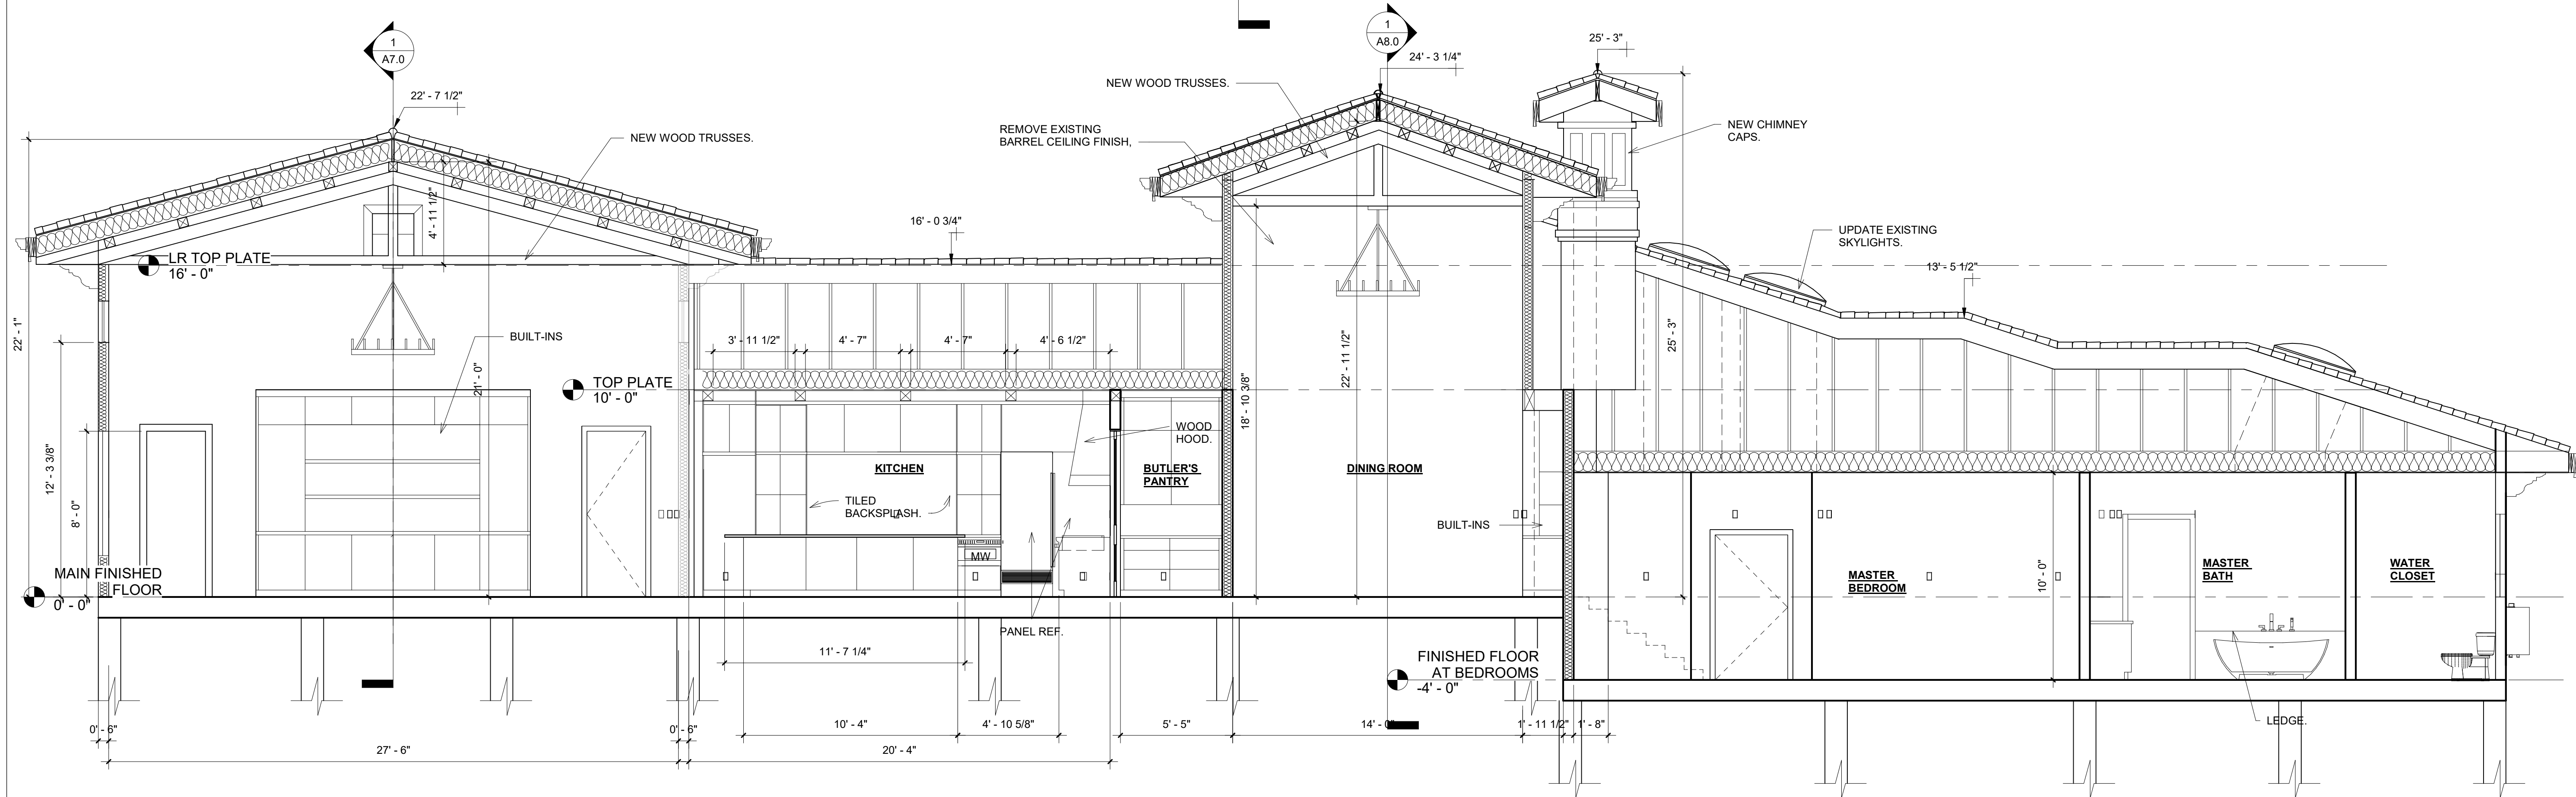 1
A7.0
1
A8.0
25' - 3"
24' - 3 1/4"
22' - 7 1/2"
NEW WOOD TRUSSES.
NEW WOOD TRUSSES.
REMOVE EXISTING
BARREL CEILING FINISH,
NEW CHIMNEY
CAPS.
4' - 11 1/2"
16' - 0 3/4"
UPDATE EXISTING
SKYLIGHTS.
13' - 5 1/2"
LR TOP PLATE
16' - 0"
22' - 1"
BUILT-INS
3' - 11 1/2"
4' - 7"
4' - 7"
4' - 6 1/2"
25' - 3"
22' - 11 1/2"
18' - 10 3/8"
21' - 0"
TOP PLATE
10' - 0"
12' - 3 3/8"
8' - 0"
WOOD
HOOD.
KITCHEN
BUTLER'S
PANTRY
DINING ROOM
TILED
BACKSPLASH.
BUILT-INS
MW
MAIN FINISHED
FLOOR
0' - 0"
MASTER
BEDROOM
10' - 0"
MASTER
BATH
WATER
CLOSET
PANEL REF.
11' - 7 1/4"
FINISHED FLOOR
AT BEDROOMS
-4' - 0"
LEDGE.
0' - 6"
27' - 6"
0' - 6"
10' - 4"
4' - 10 5/8"
20' - 4"
5' - 5"
14' - 0"
1' - 11 1/2"
1' - 8"